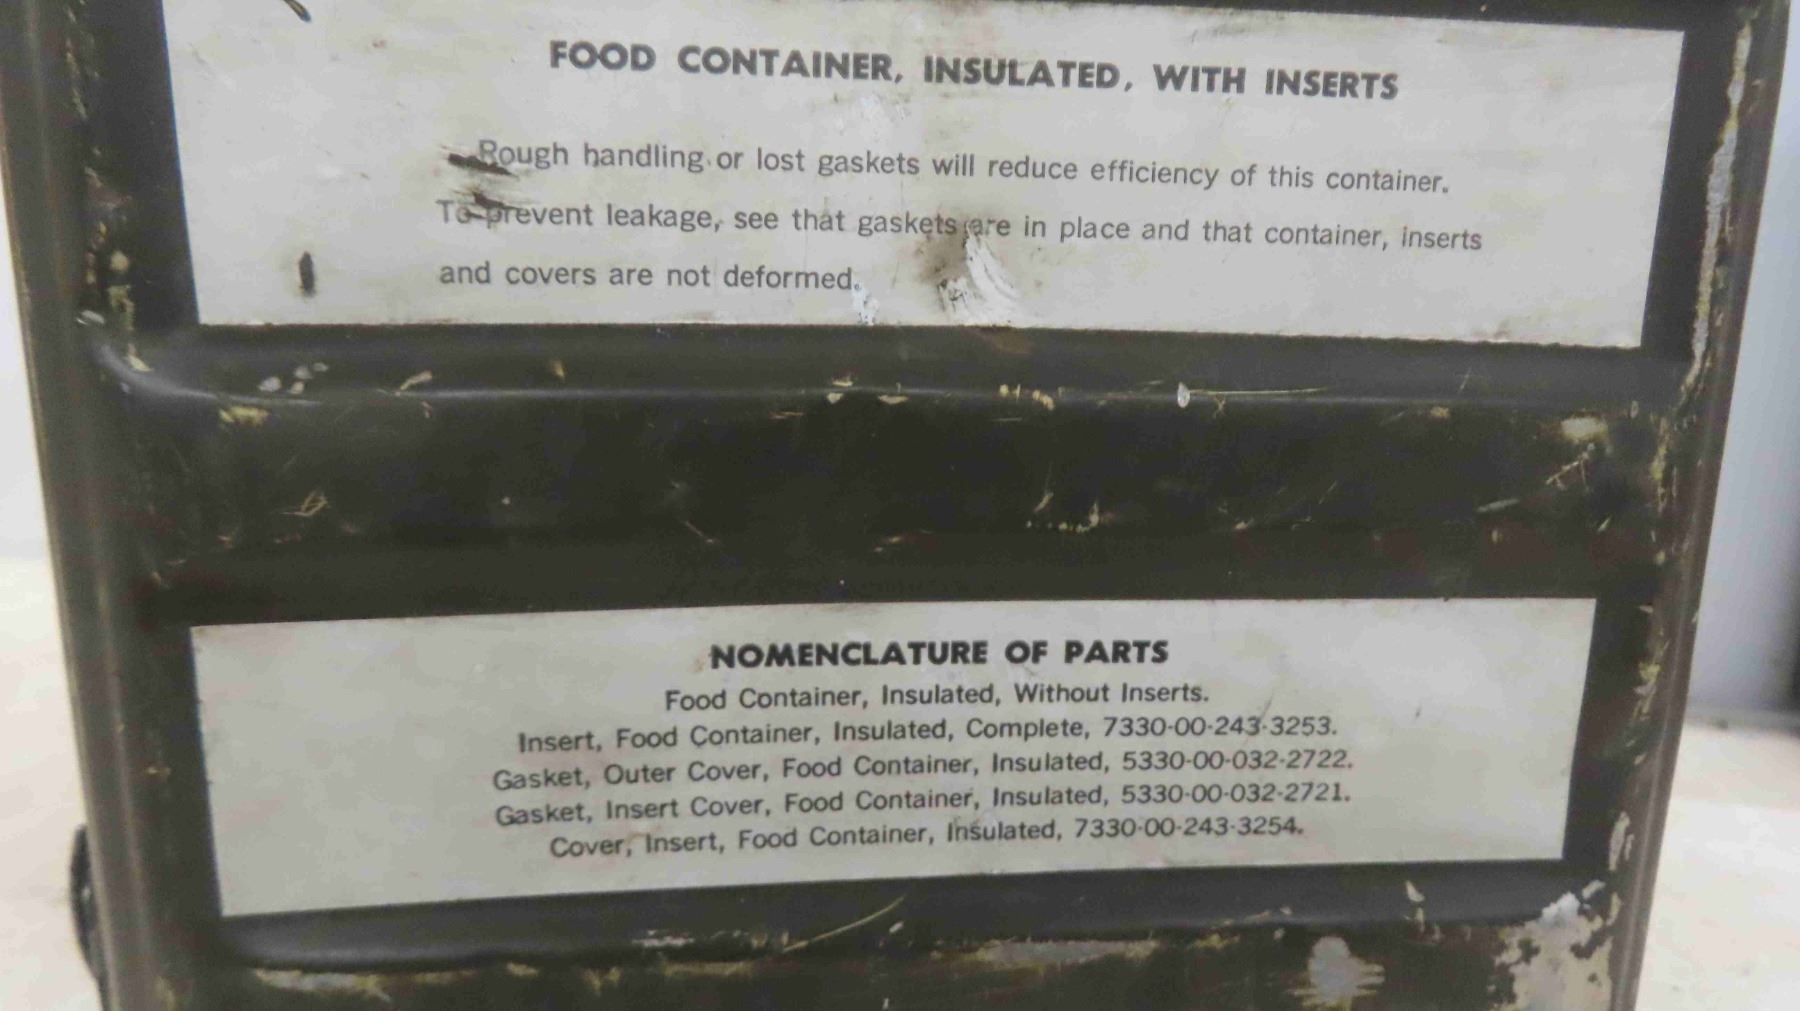 FOOD CONTAINER, INSULATED, WITH INSERTS
Rough handling or lost gaskets will reduce efficiency of this container.
To prevent leakage, see that gaskets are in place and that container, inserts
and covers are not deformed.
NOMENCLATURE OF PARTS
Food Container, Insulated, Without Inserts.
Insert, Food Container, Insulated, Complete, 7330-00-243-3253.
Gasket, Outer Cover, Food Container, Insulated, 5330-00-032-2722.
Gasket, Insert Cover, Food Container, Insulated, 5330-00-032-2721.
Cover, Insert, Food Container, Insulated, 7330-00-243-3254.